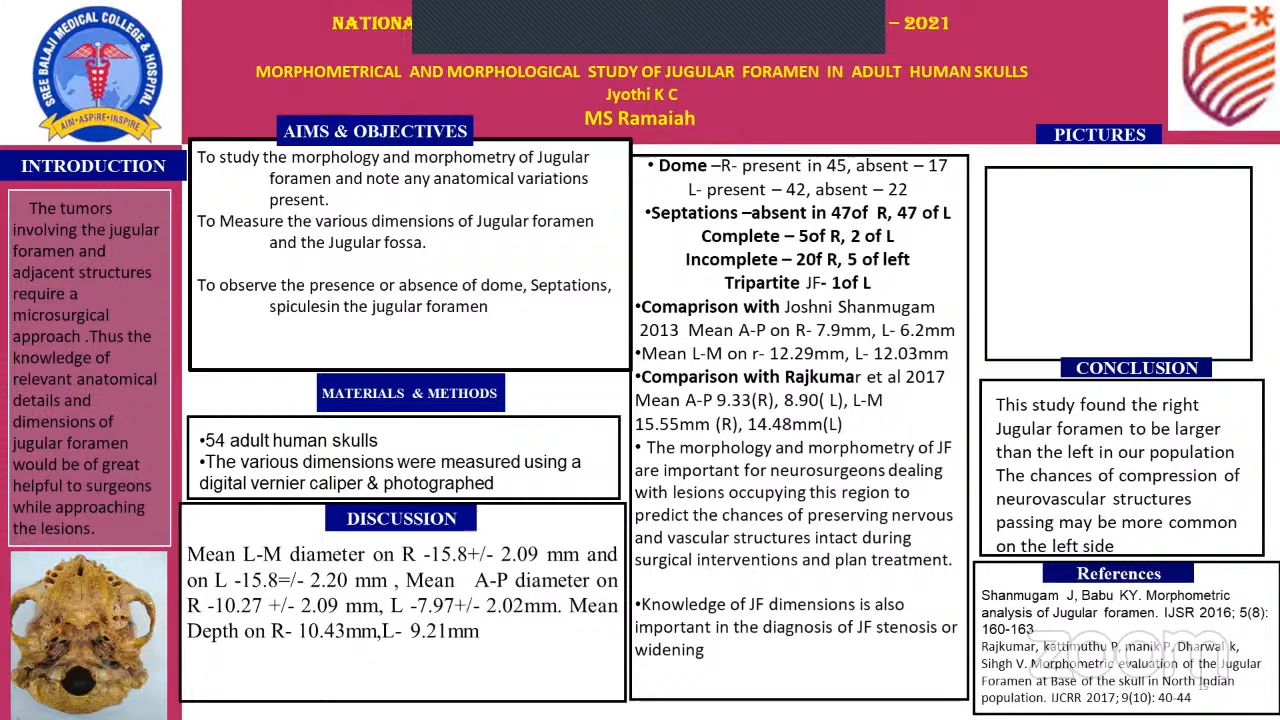 SREE BALAJI MEDICAL COLLEGE & HOSPITAL
AIM • ASPIRE • INSPIRE
– 2021
MORPHOMETRICAL AND MORPHOLOGICAL STUDY OF JUGULAR FORAMEN IN ADULT HUMAN SKULLS
Jyothi K C
MS Ramaiah
INTRODUCTION
The tumors
involving the jugular
foramen and
adjacent structures
require a
microsurgical
approach .Thus the
knowledge of
relevant anatomical
details and
dimensions of
jugular foramen
would be of great
helpful to surgeons
while approaching
the lesions.
AIMS & OBJECTIVES
To study the morphology and morphometry of Jugular
foramen and note any anatomical variations
present.
To Measure the various dimensions of Jugular foramen
and the Jugular fossa.
To observe the presence or absence of dome, Septations,
spiculesin the jugular foramen
MATERIALS & METHODS
•54 adult human skulls
•The various dimensions were measured using a
digital vernier caliper & photographed
DISCUSSION
Mean L-M diameter on R -15.8+/- 2.09 mm and
on L -15.8=/- 2.20 mm , Mean A-P diameter on
R -10.27 +/- 2.09 mm, L -7.97+/- 2.02mm. Mean
Depth on R- 10.43mm,L- 9.21mm
• Dome –R- present in 45, absent – 17
L- present – 42, absent – 22
•Septations –absent in 47of R, 47 of L
Complete – 5of R, 2 of L
Incomplete – 20f R, 5 of left
Tripartite JF- 1of L
•Comaprison with Joshni Shanmugam
2013 Mean A-P on R- 7.9mm, L- 6.2mm
•Mean L-M on r- 12.29mm, L- 12.03mm
•Comparison with Rajkumar et al 2017
Mean A-P 9.33(R), 8.90( L), L-M
15.55mm (R), 14.48mm(L)
• The morphology and morphometry of JF
are important for neurosurgeons dealing
with lesions occupying this region to
predict the chances of preserving nervous
and vascular structures intact during
surgical interventions and plan treatment.
•Knowledge of JF dimensions is also
important in the diagnosis of JF stenosis or
widening
PICTURES
CONCLUSION
This study found the right
Jugular foramen to be larger
than the left in our population
The chances of compression of
neurovascular structures
passing may be more common
on the left side
References
Shanmugam J, Babu KY. Morphometric
analysis of Jugular foramen. IJSR 2016; 5(8):
160-163
Rajkumar, kattimuthu P, manik P, Dharwal k,
Sihgh V. Morphometric evaluation of the Jugular
Foramen at Base of the skull in North Indian
population. IJCRR 2017; 9(10): 40-44
zoom
19